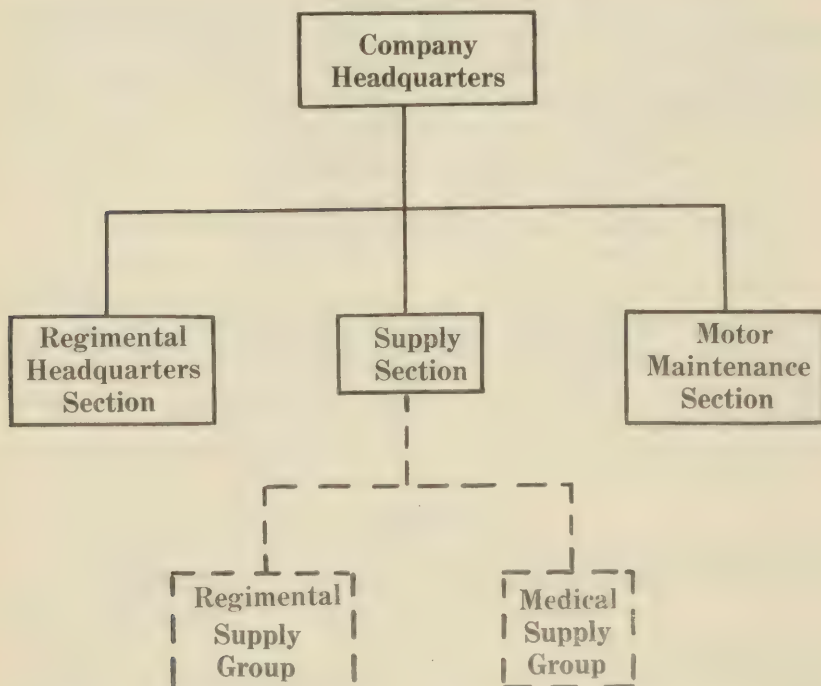 Company
Headquarters
Regimental
Headquarters
Section
Supply
Section
Motor
Maintenance
Section
Regimental
Supply
Group
Medical
Supply
Group